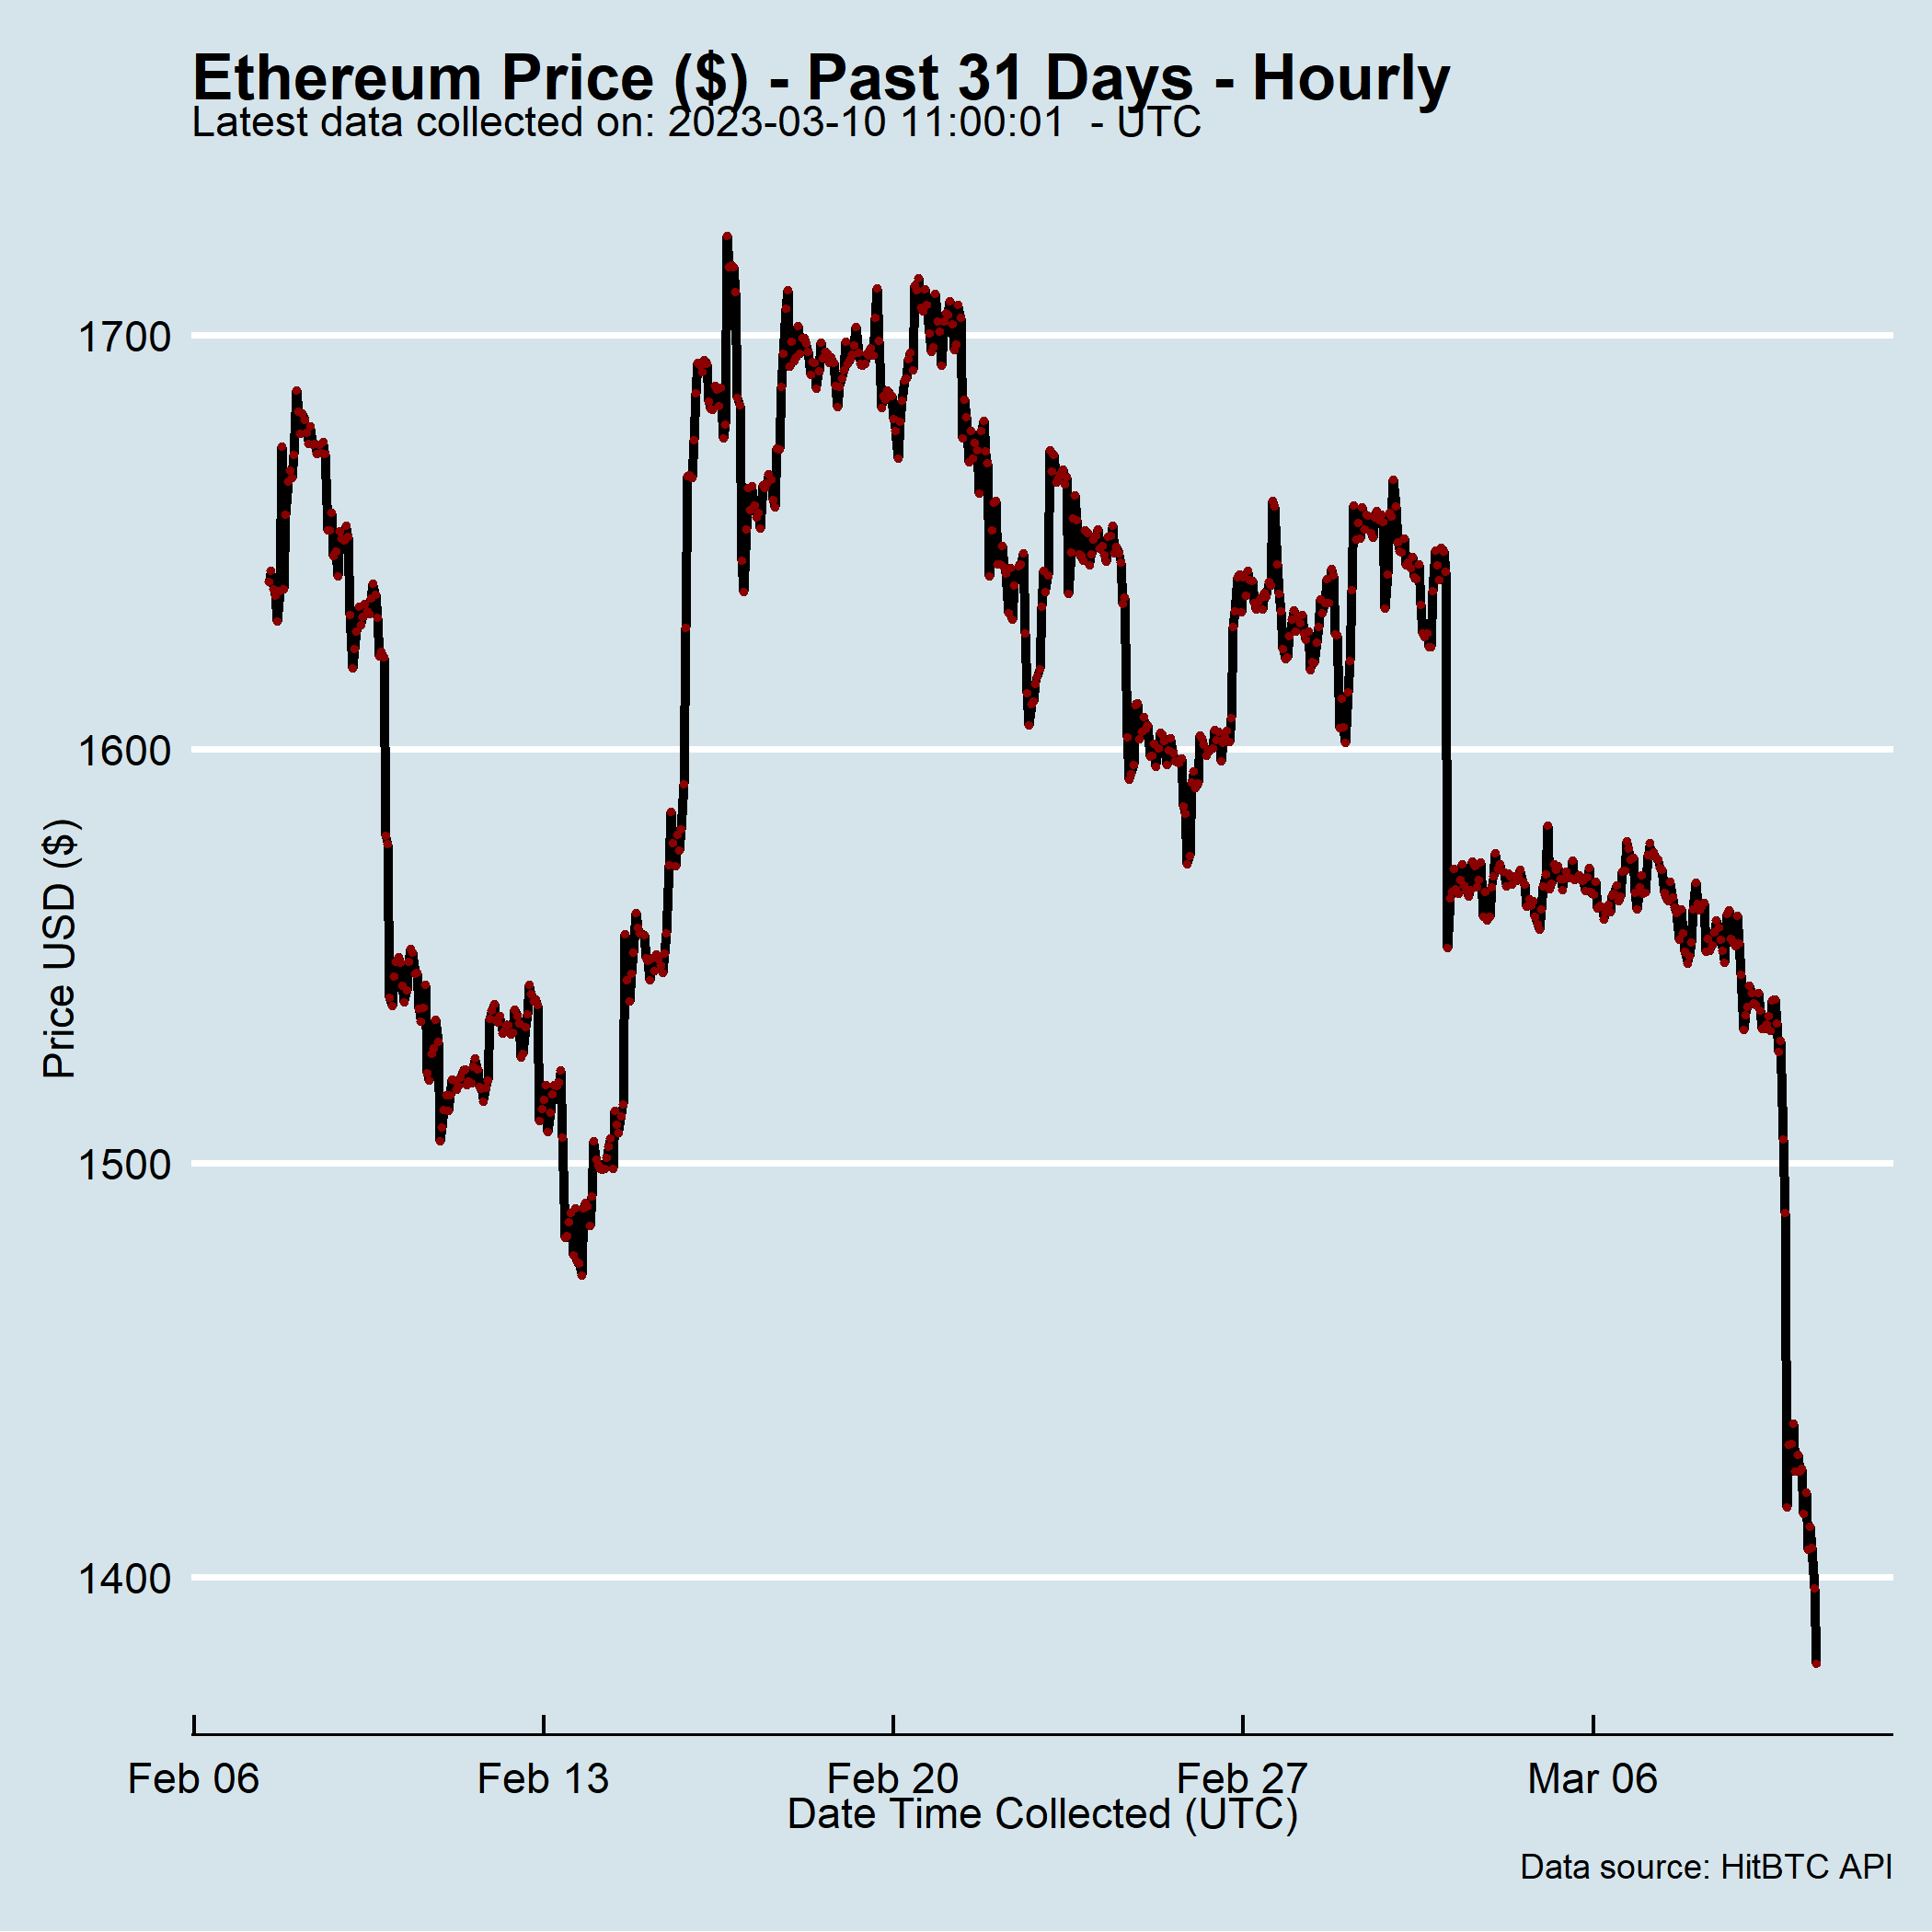 Ethereum Price ($) - Past 31 Days - Hourly
Latest data collected on: 2023-03-10 11:00:01  - UTC
1700
1600
1500
1400
Price USD ($)
Feb 06 Feb 13 Feb 20 Feb 27 Mar 06
Date Time Collected (UTC)
Data source: HitBTC API